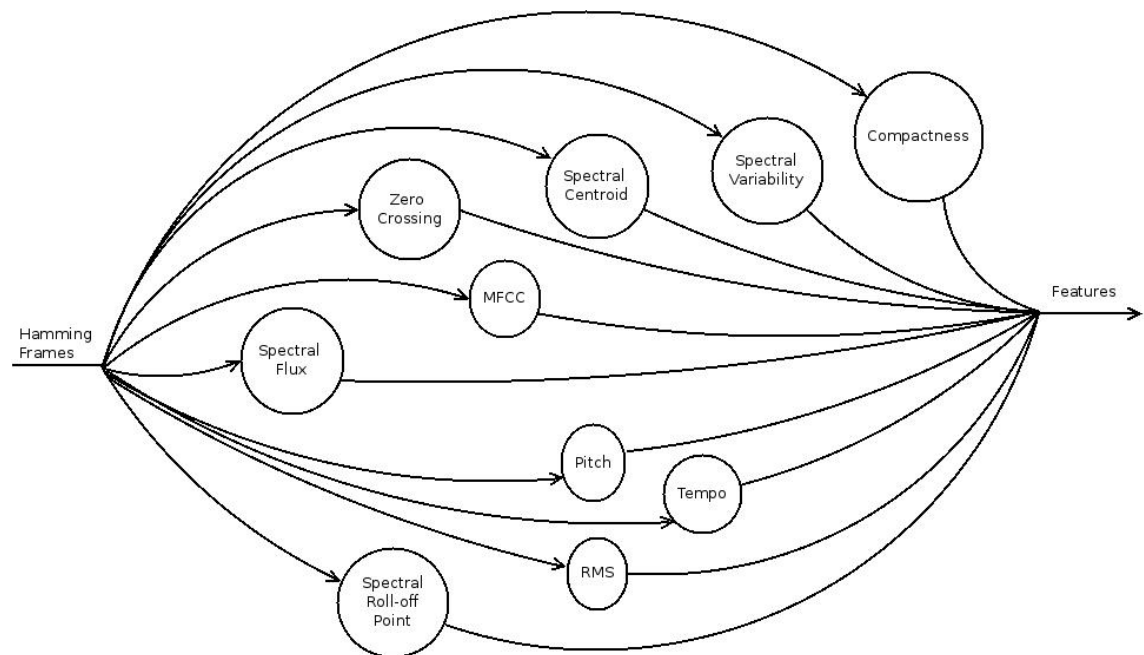 Compactness
Spectral
Variability
Spectral
Centroid
Zero
Crossing
MFCC
Features
Hamming
Frames
Spectral
Flux
Pitch
Tempo
RMS
Spectral
Roll-off
Point